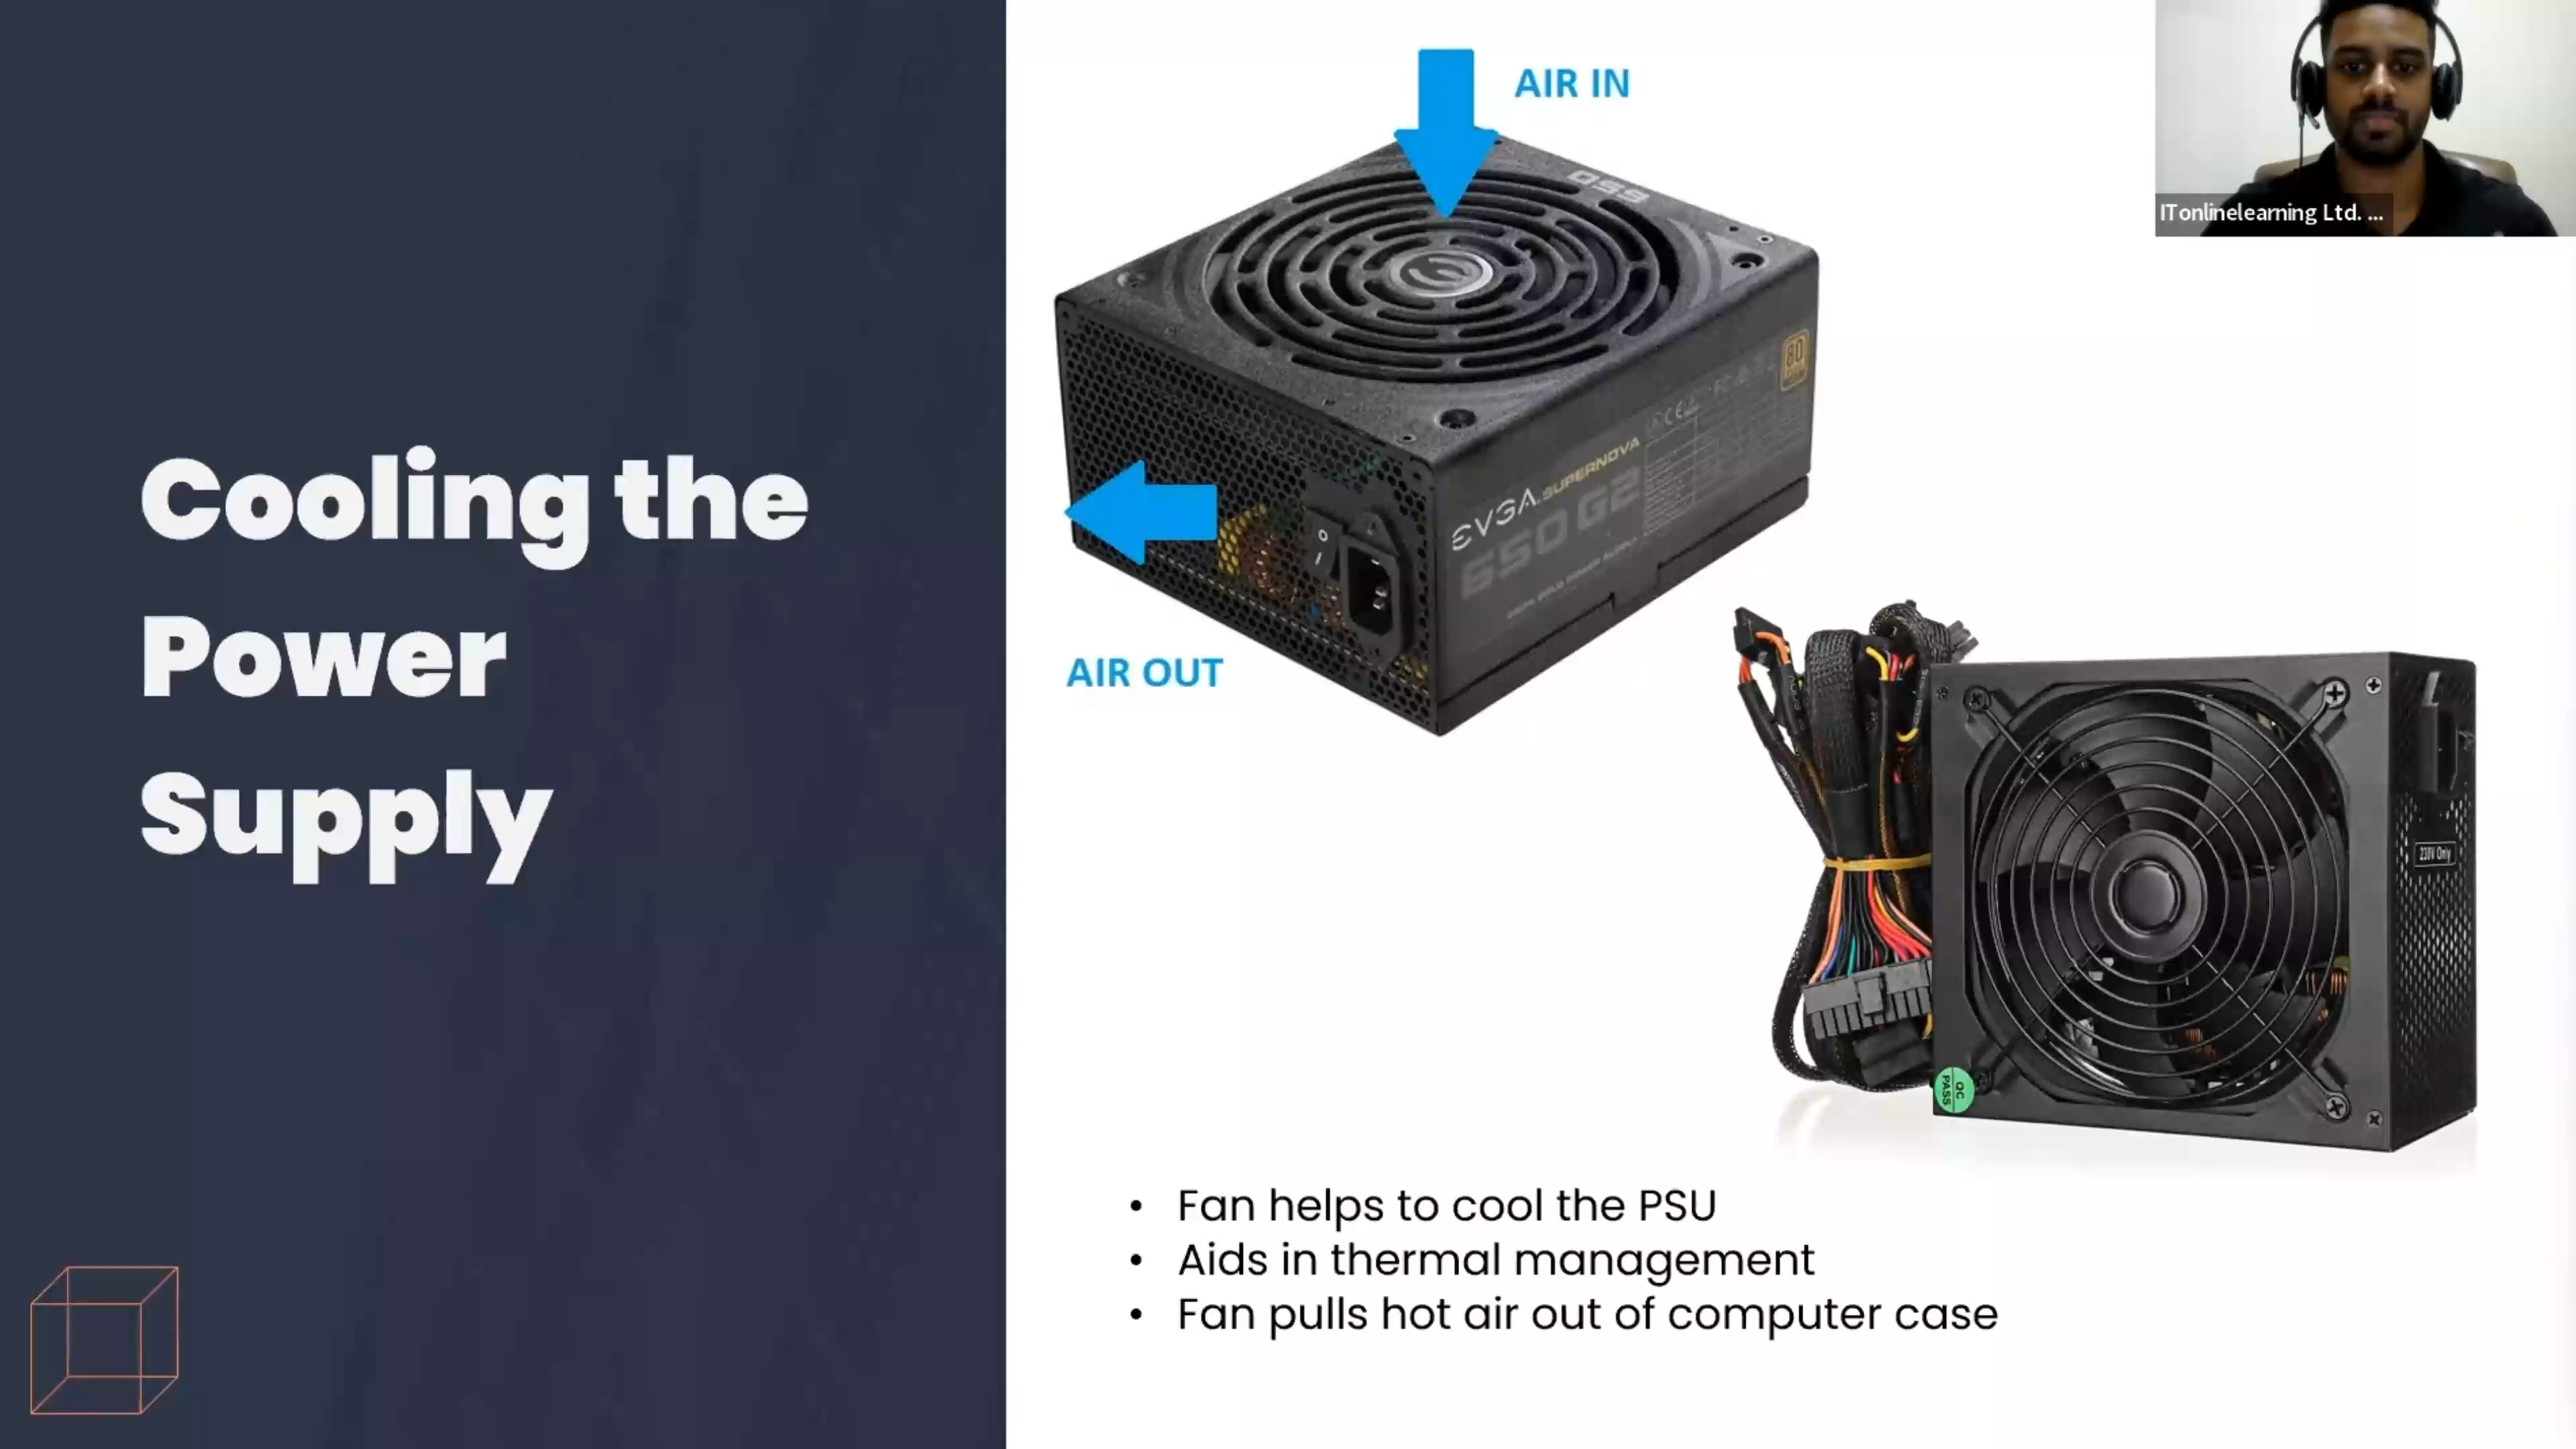 AIR IN
ITonlinelearning Ltd. ...
650
80
EVGA. SUPERNOVA
650 G2
O
I
Cooling the
Power
Supply
AIR OUT
230V Only
QC
PASS
• Fan helps to cool the PSU
• Aids in thermal management
• Fan pulls hot air out of computer case